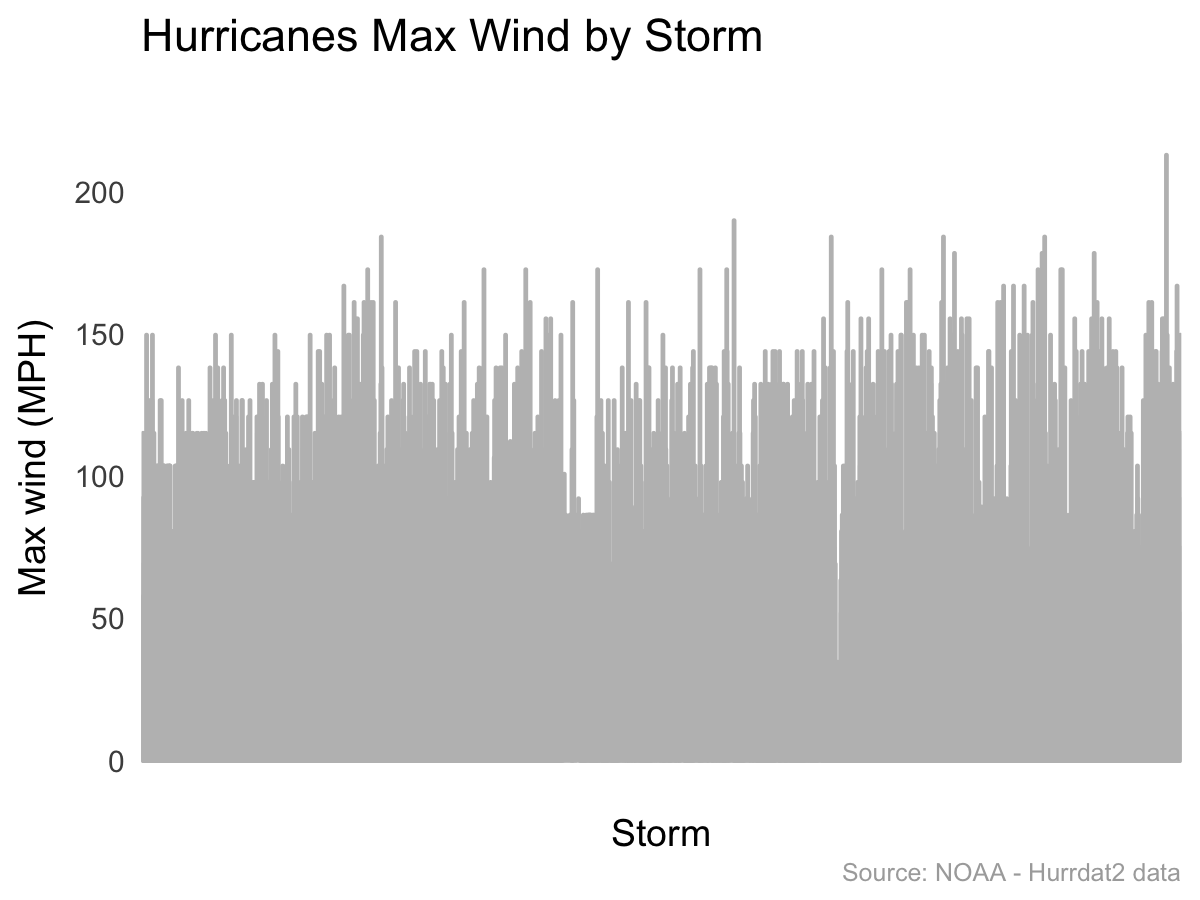 Hurricanes Max Wind by Storm
200
150
100
50
0
Max wind (MPH)
Storm
Source: NOAA - Hurrdat2 data